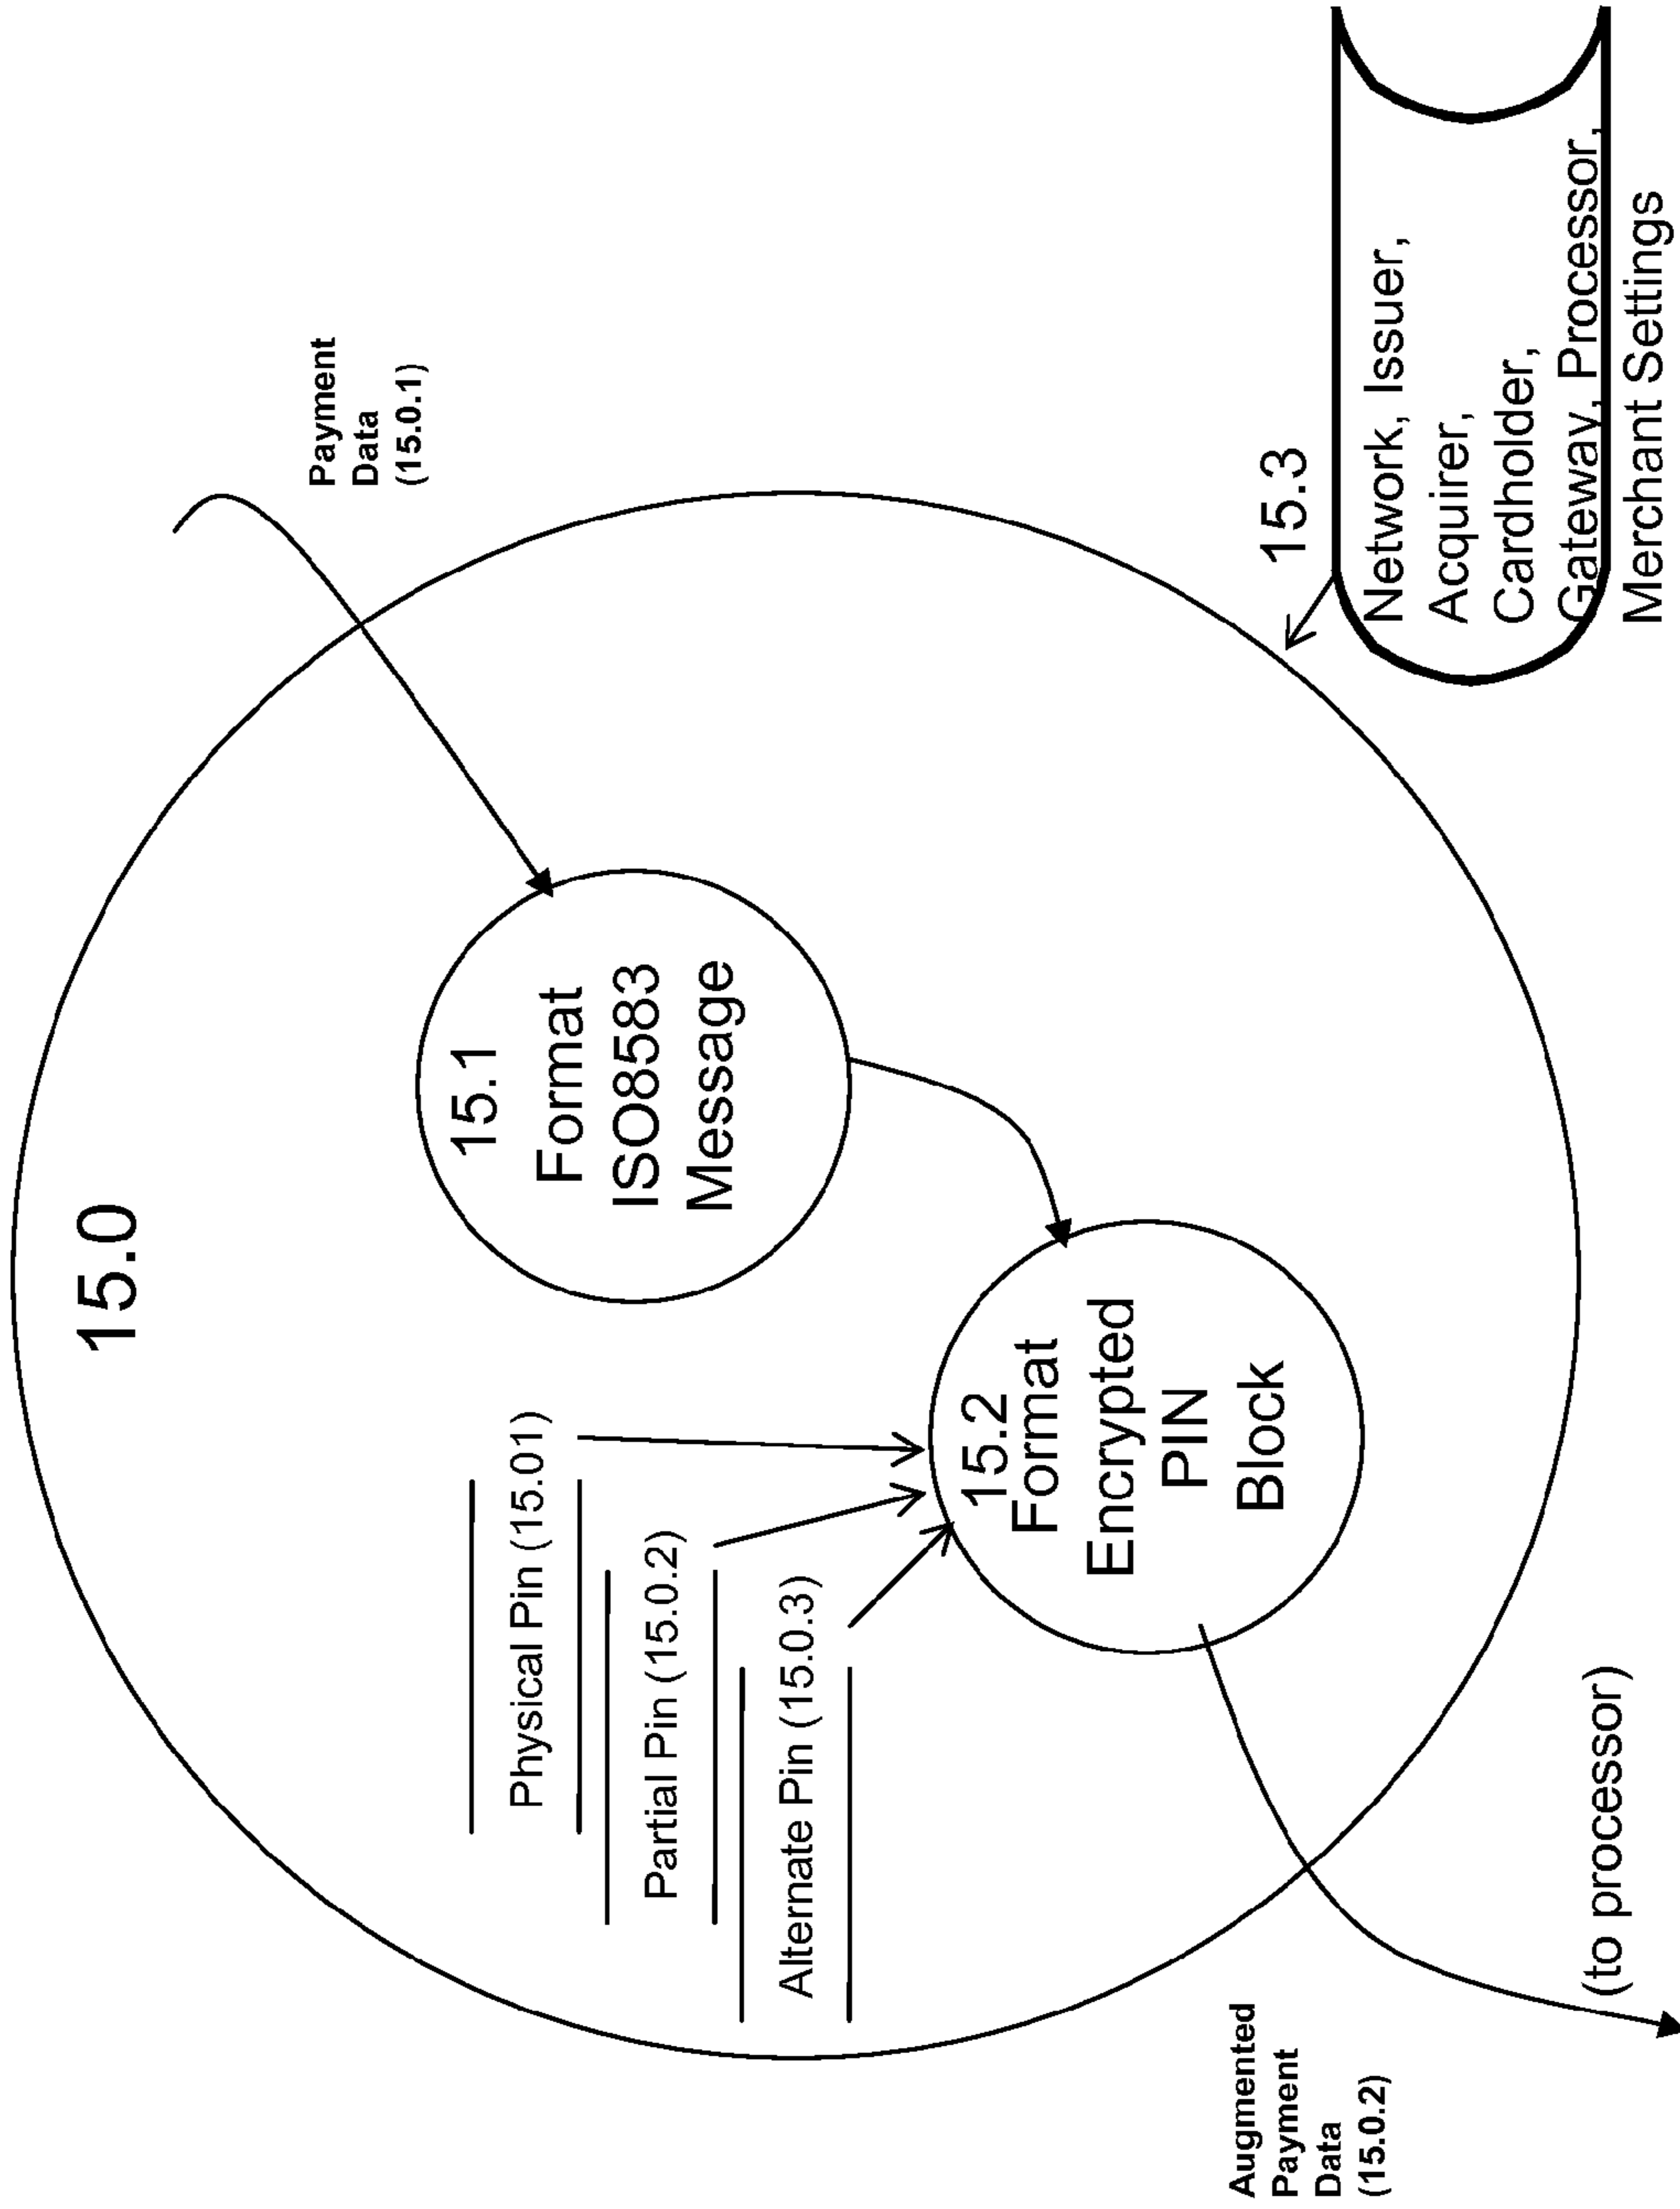 15.0
Payment
Data
(15.0.1)
15.1
Format
ISO8583
Message
Physical Pin (15.01)
Partial Pin (15.0.2)
Alternate Pin (15.0.3)
15.2
Format
Encrypted
PIN
Block
15.3
Network, Issuer,
Acquirer,
Cardholder,
Gateway, Processor,
Merchant Settings
Augmented
Payment
Data
(15.0.2)
(to processor)